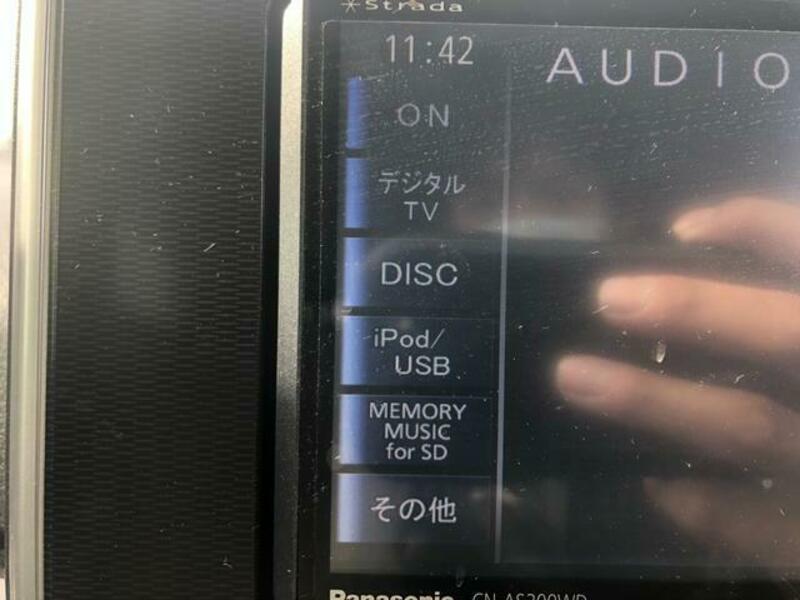 Strada
11:42
AUDIO
ON
デジタル
TV
DISC
iPod/
USB
MEMORY
MUSIC
for SD
その他
Panasonic